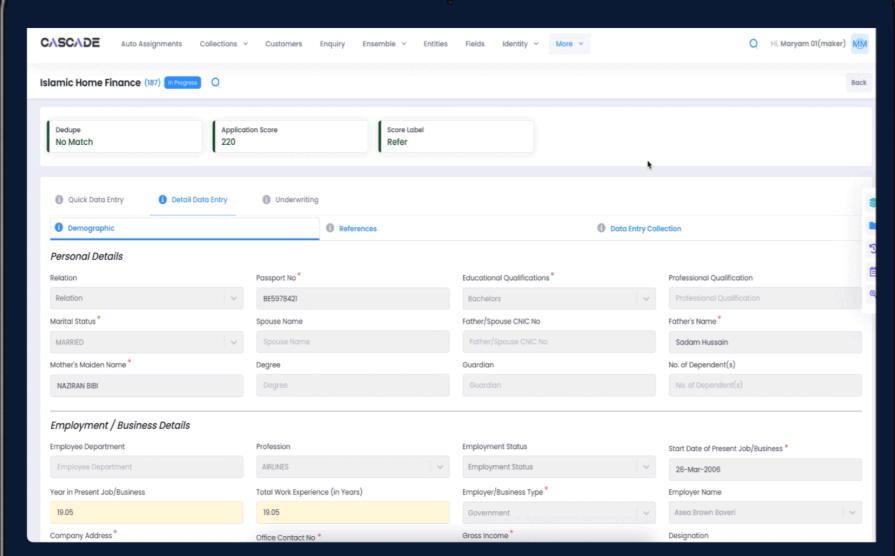 CASCADE Auto Assignments Collections Customers Enquiry Ensemble Entities Fields Identity More Hi, Maryam 01(maker) MM
Islamic Home Finance (187) In Progress Back
Dedupe Application Score Score Label
No Match 220 Refer
Quick Data Entry Detail Data Entry Underwriting
Demographic References Data Entry Collection
Personal Details
Relation Passport No * Educational Qualifications * Professional Qualification
Relation BE5978421 Bachelors Professional Qualification
Marital Status * Spouse Name Father/Spouse CNIC No Father's Name *
MARRIED Spouse Name Father/Spouse CNIC No Sadam Hussain
Mother's Maiden Name * Degree Guardian No. of Dependent(s)
NAZIRAN BIBI Degree Guardian No. of Dependent(s)
Employment / Business Details
Employee Department Profession Employment Status Start Date of Present Job/Business *
Employee Department AIRLINES Employment Status 26-Mar-2006
Year in Present Job/Business Total Work Experience (in Years) Employer/Business Type * Employer Name
19.05 19.05 Government Asea Brown Boveri
Company Address * Office Contact No * Gross Income * Designation